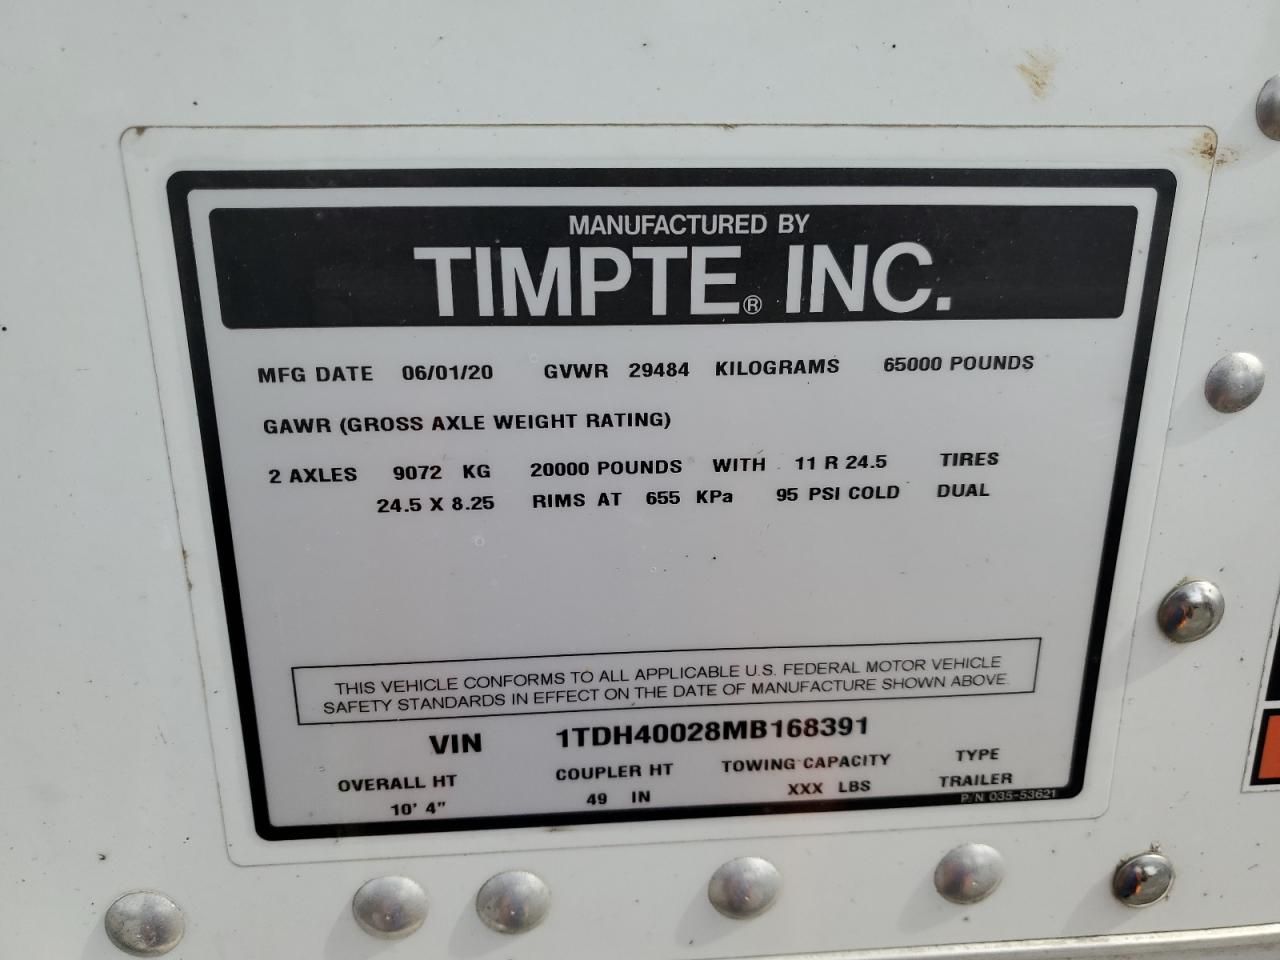 MANUFACTURED BY
TIMPTE® INC.
MFG DATE 06/01/20 GVWR 29484 KILOGRAMS 65000 POUNDS
GAWR (GROSS AXLE WEIGHT RATING)
2 AXLES 9072 KG 20000 POUNDS WITH 11 R 24.5 TIRES
24.5 X 8.25 RIMS AT 655 KPa 95 PSI COLD DUAL
THIS VEHICLE CONFORMS TO ALL APPLICABLE U.S. FEDERAL MOTOR VEHICLE
SAFETY STANDARDS IN EFFECT ON THE DATE OF MANUFACTURE SHOWN ABOVE.
VIN 1TDH40028MB168391
OVERALL HT COUPLER HT TOWING CAPACITY TYPE
10' 4" 49 IN XXX LBS TRAILER
P/N 035-53621